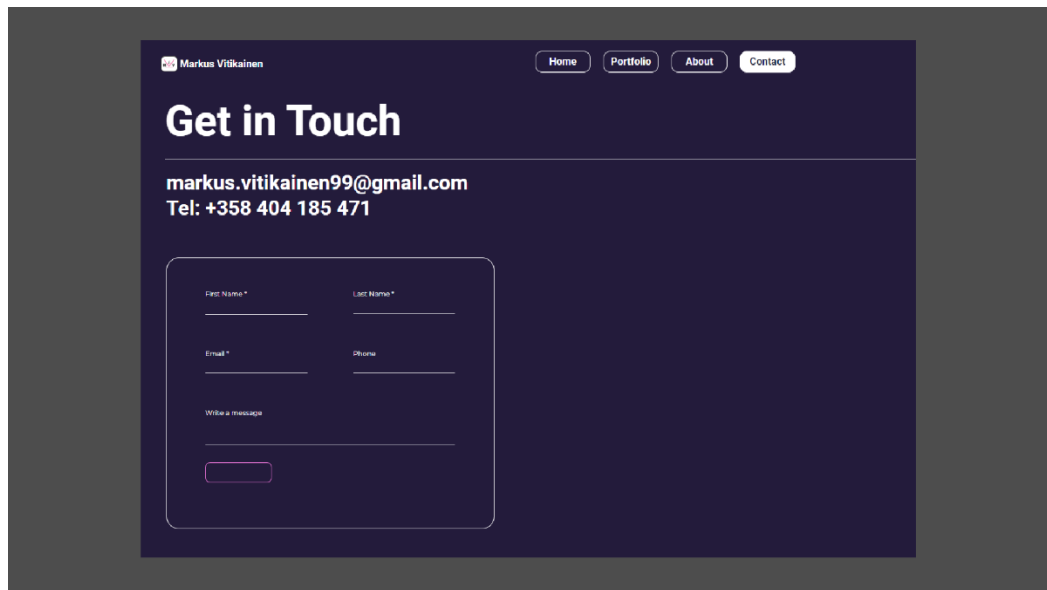 Markus Vitikainen
Home Portfolio About Contact
Get in Touch
markus.vitikainen99@gmail.com
Tel: +358 404 185 471
First Name * Last Name *
Email * Phone
Write a message